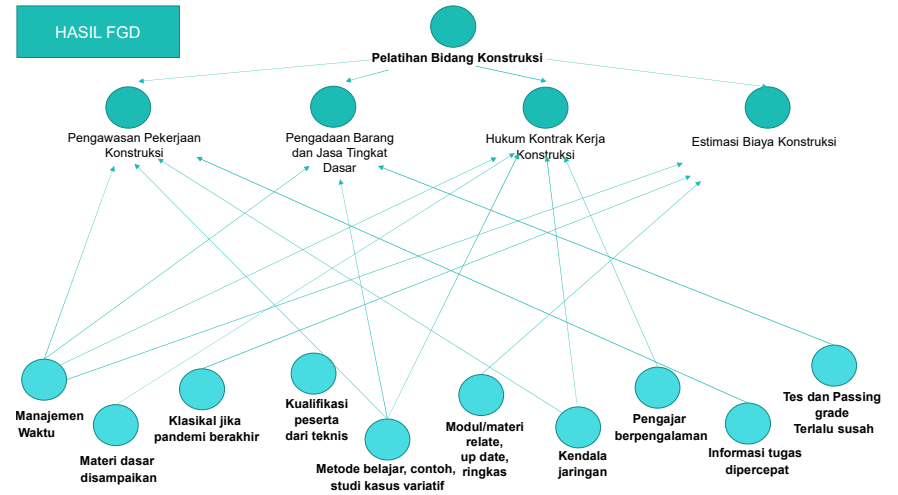 HASIL FGD
Pelatihan Bidang Konstruksi
Pengawasan Pekerjaan
Konstruksi
Pengadaan Barang
dan Jasa Tingkat
Dasar
Hukum Kontrak Kerja
Konstruksi
Estimasi Biaya Konstruksi
Manajemen
Waktu
Materi dasar
disampaikan
Klasikal jika
pandemi berakhir
Kualifikasi
peserta
dari teknis
Metode belajar, contoh,
studi kasus variatif
Modul/materi
relate,
up date,
ringkas
Kendala
jaringan
Pengajar
berpengalaman
Informasi tugas
dipercepat
Tes dan Passing
grade
Terlalu susah